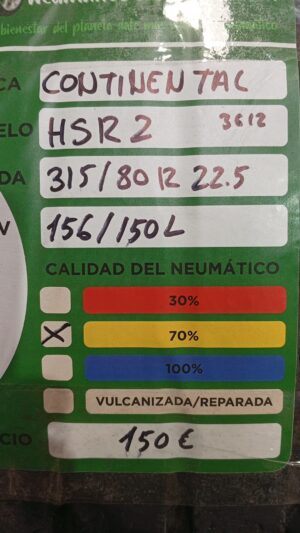 bienestar del planeta
CA CONTINENTAL
ELO HSR2 3612
DA 315/80 R 22.5
V 156/150L
CALIDAD DEL NEUMÁTICO
30%
X 70%
100%
VULCANIZADA/REPARADA
CIO 150 €